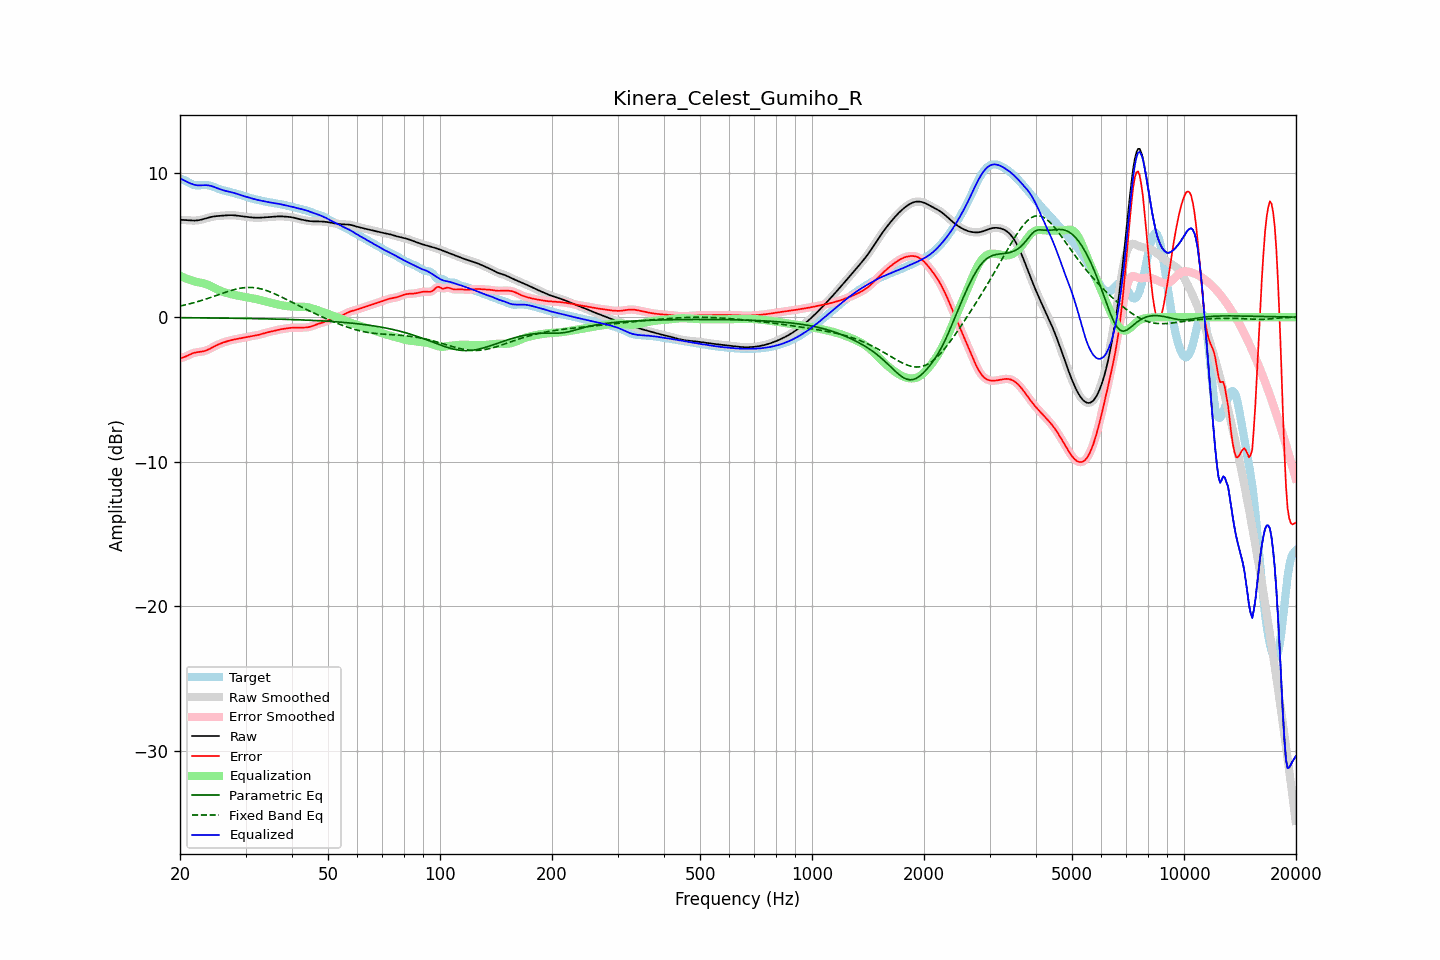 Kinera_Celest_Gumiho_R
Amplitude (dBr)
10
0
−10
−20
−30
Target
Raw Smoothed
Error Smoothed
Raw
Error
Equalization
Parametric Eq
Fixed Band Eq
Equalized
20 50 100 200 500 1000 2000 5000 10000 20000
Frequency (Hz)